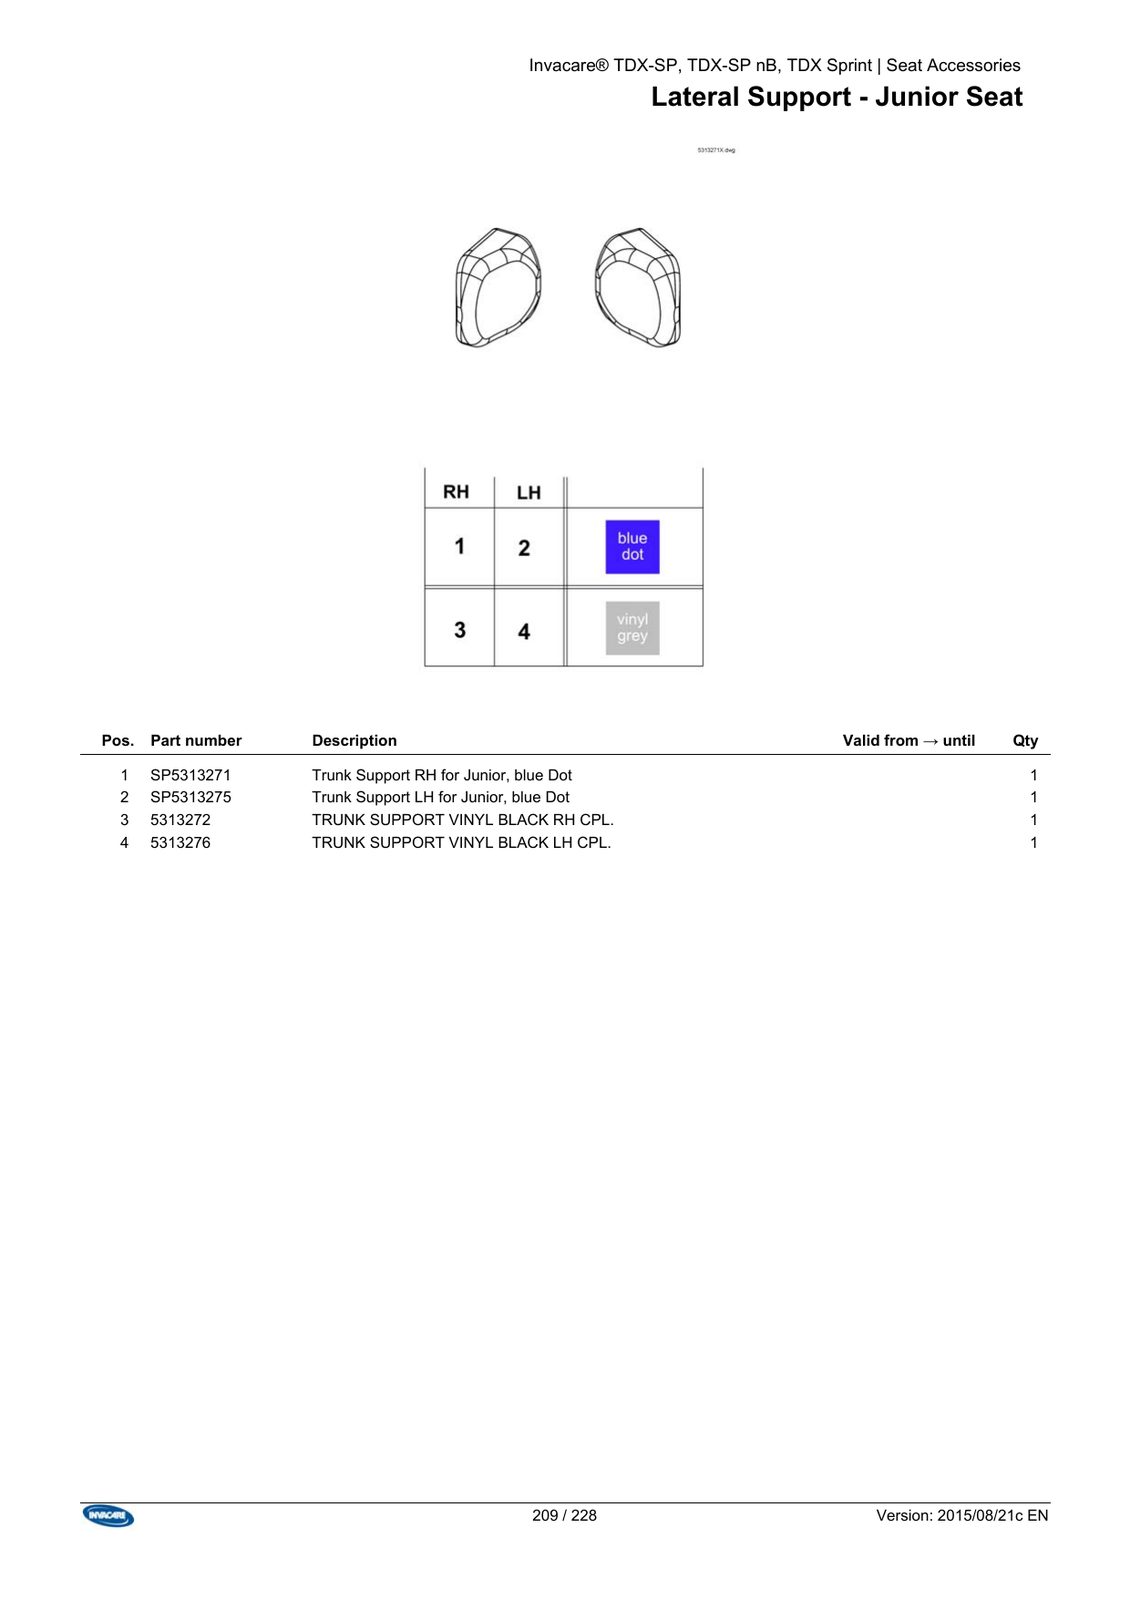 Invacare® TDX-SP, TDX-SP nB, TDX Sprint | Seat Accessories
Lateral Support - Junior Seat
5313271X.dwg
RH LH
1 2 blue dot
3 4 vinyl grey
Pos. Part number Description Valid from → until Qty
1 SP5313271 Trunk Support RH for Junior, blue Dot 1
2 SP5313275 Trunk Support LH for Junior, blue Dot 1
3 5313272 TRUNK SUPPORT VINYL BLACK RH CPL. 1
4 5313276 TRUNK SUPPORT VINYL BLACK LH CPL. 1
INVACARE 209 / 228 Version: 2015/08/21c EN